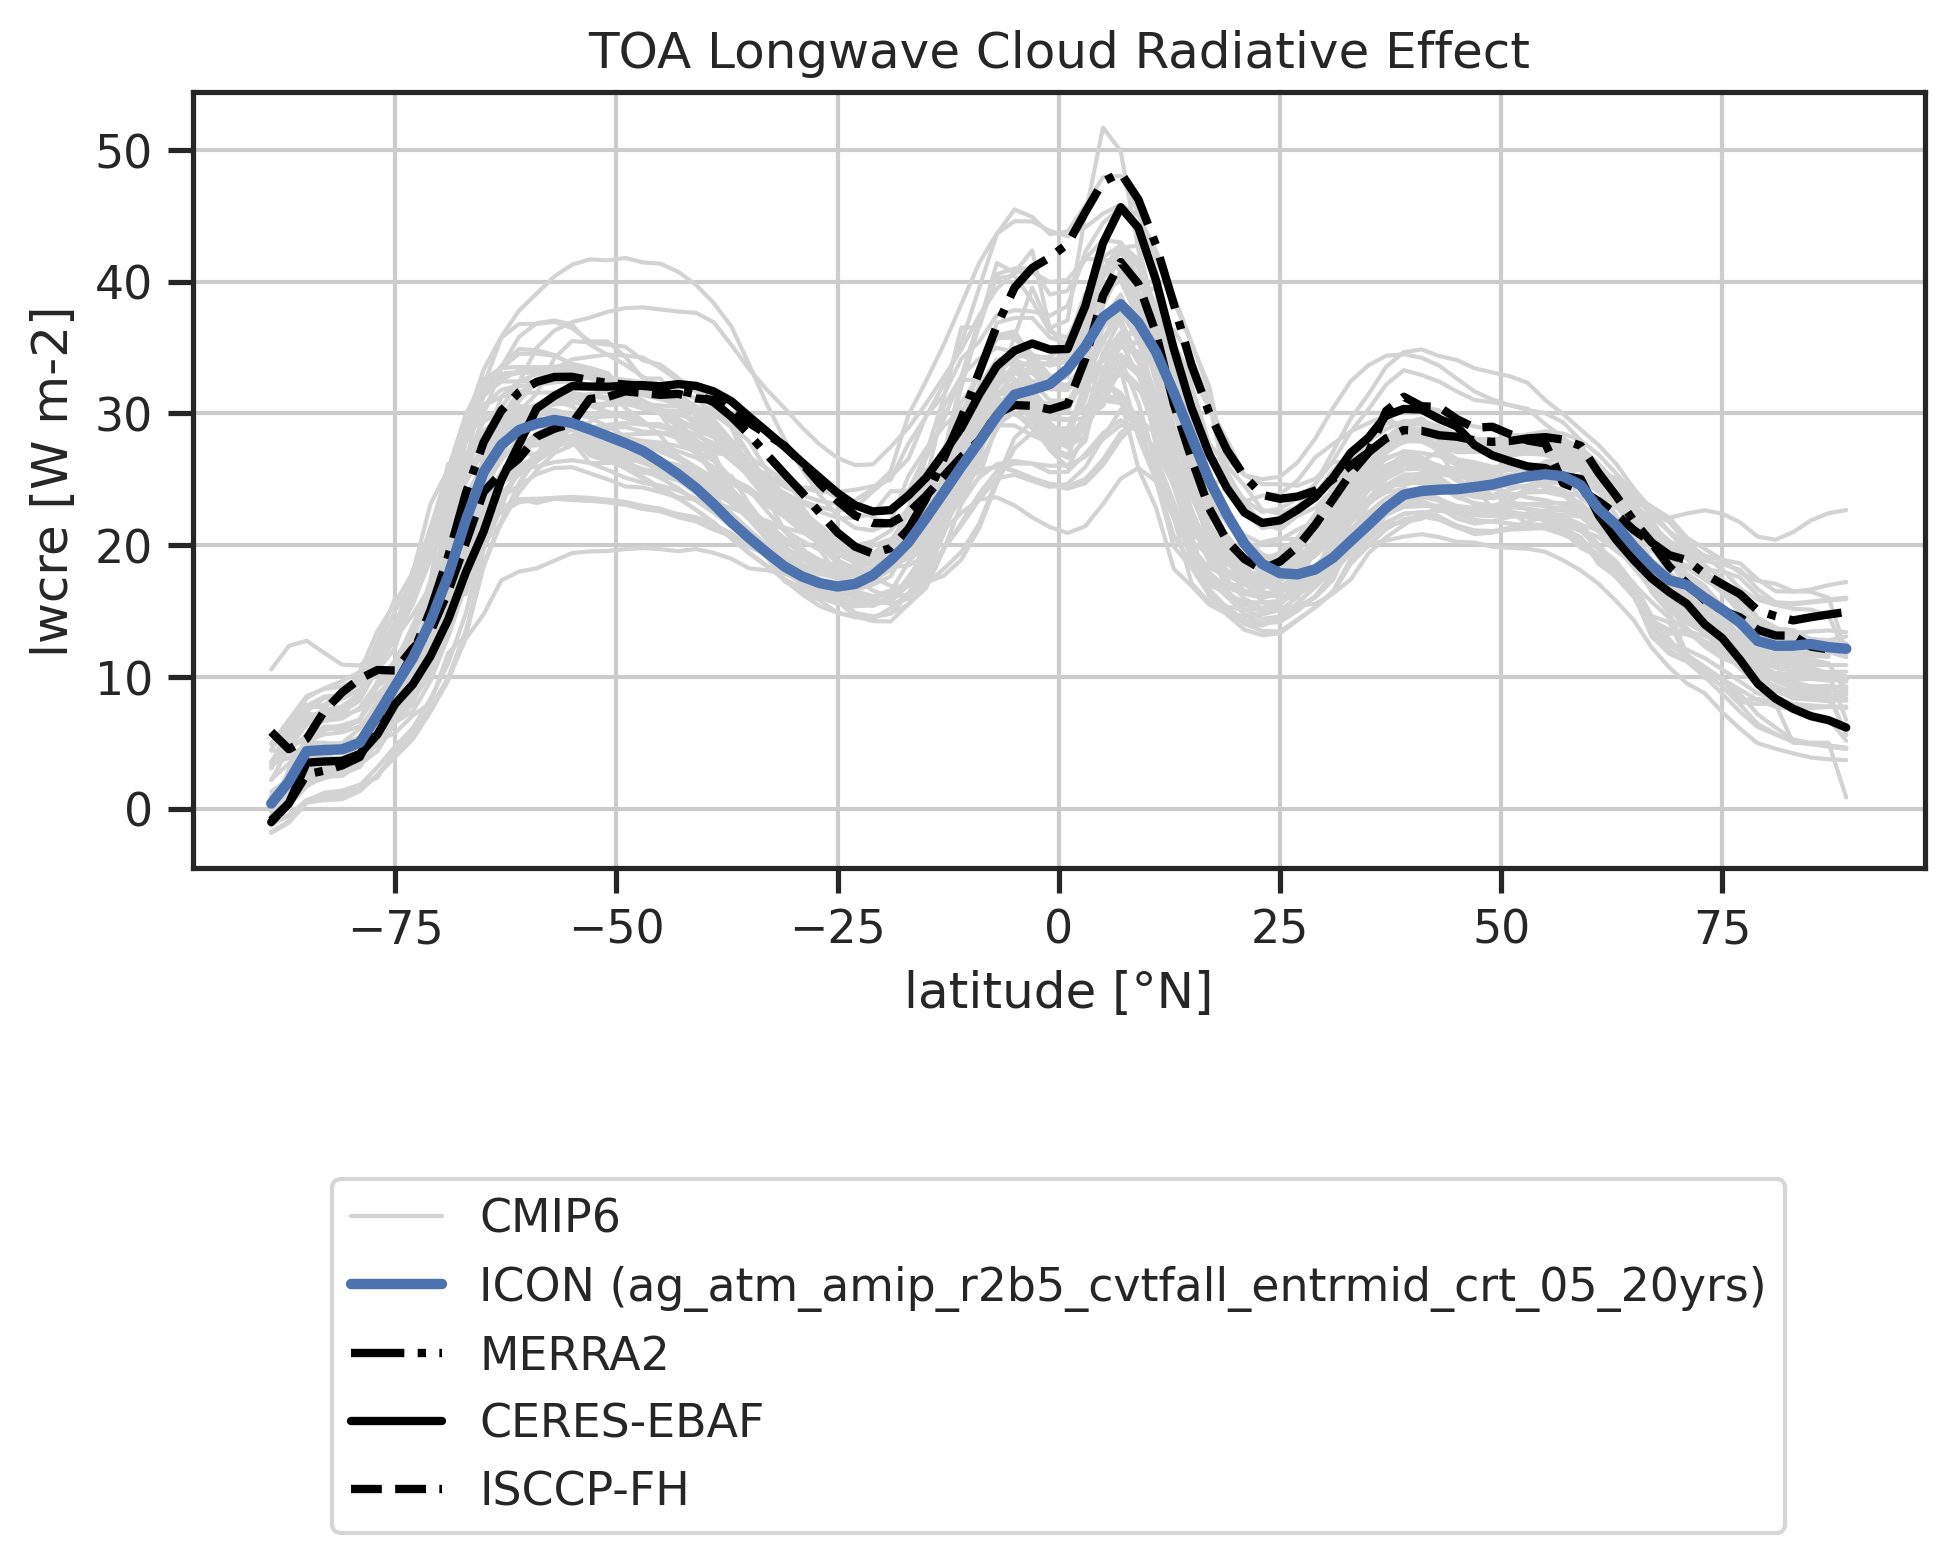 TOA Longwave Cloud Radiative Effect
lwcre [W m-2]
50
40
30
20
10
0
−75 −50 −25 0 25 50 75
latitude [°N]
CMIP6
ICON (ag_atm_amip_r2b5_cvtfall_entrmid_crt_05_20yrs)
MERRA2
CERES-EBAF
ISCCP-FH